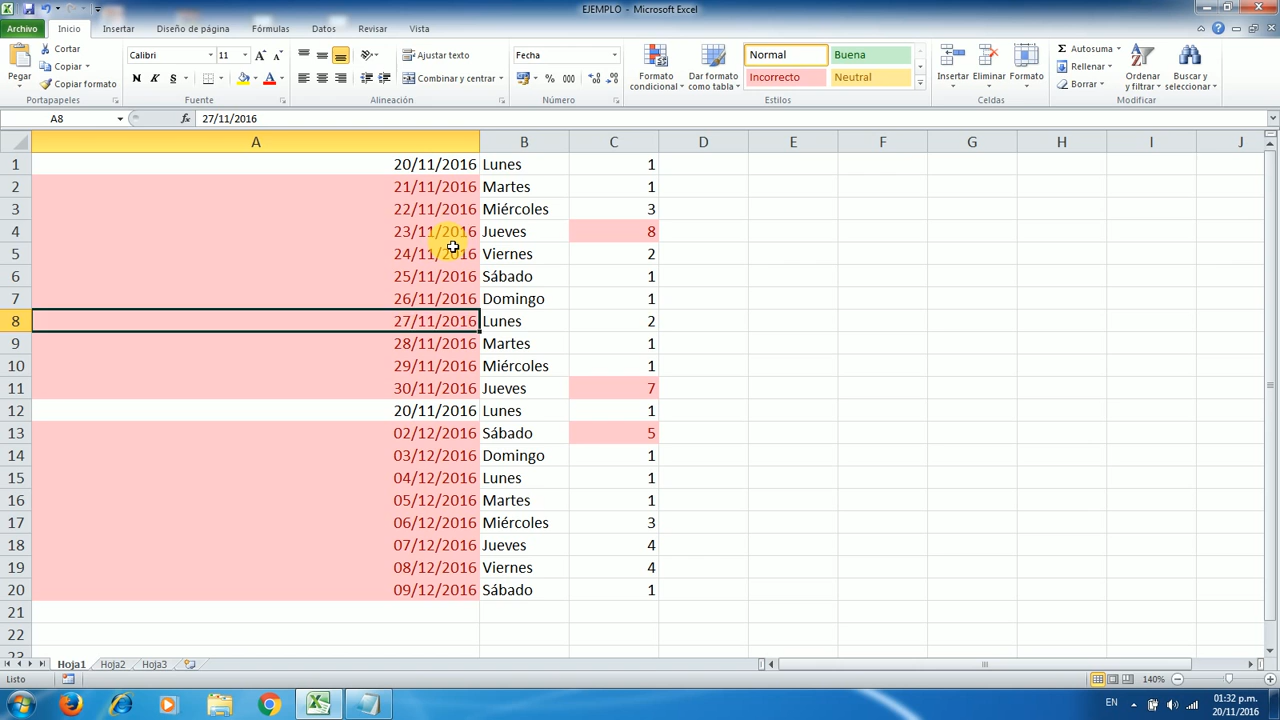 EJEMPLO - Microsoft Excel
Archivo Inicio Insertar Diseño de página Fórmulas Datos Revisar Vista
Pegar
Cortar
Copiar
Copiar formato
Portapapeles
Calibri 11
N K S
Fuente
Ajustar texto
Combinar y centrar
Alineación
Fecha
% 000
Número
Formato condicional
Dar formato como tabla
Normal Buena
Incorrecto Neutral
Estilos
Insertar Eliminar Formato
Celdas
Autosuma
Rellenar
Borrar
Ordenar y filtrar
Buscar y seleccionar
Modificar
A8 fx 27/11/2016
A B C D E F G H I J
1 20/11/2016 Lunes 1
2 21/11/2016 Martes 1
3 22/11/2016 Miércoles 3
4 23/11/2016 Jueves 8
5 24/11/2016 Viernes 2
6 25/11/2016 Sábado 1
7 26/11/2016 Domingo 1
8 27/11/2016 Lunes 2
9 28/11/2016 Martes 1
10 29/11/2016 Miércoles 1
11 30/11/2016 Jueves 7
12 20/11/2016 Lunes 1
13 02/12/2016 Sábado 5
14 03/12/2016 Domingo 1
15 04/12/2016 Lunes 1
16 05/12/2016 Martes 1
17 06/12/2016 Miércoles 3
18 07/12/2016 Jueves 4
19 08/12/2016 Viernes 4
20 09/12/2016 Sábado 1
21
22
23
Hoja1 Hoja2 Hoja3
Listo 140%
EN 01:32 p.m.
20/11/2016